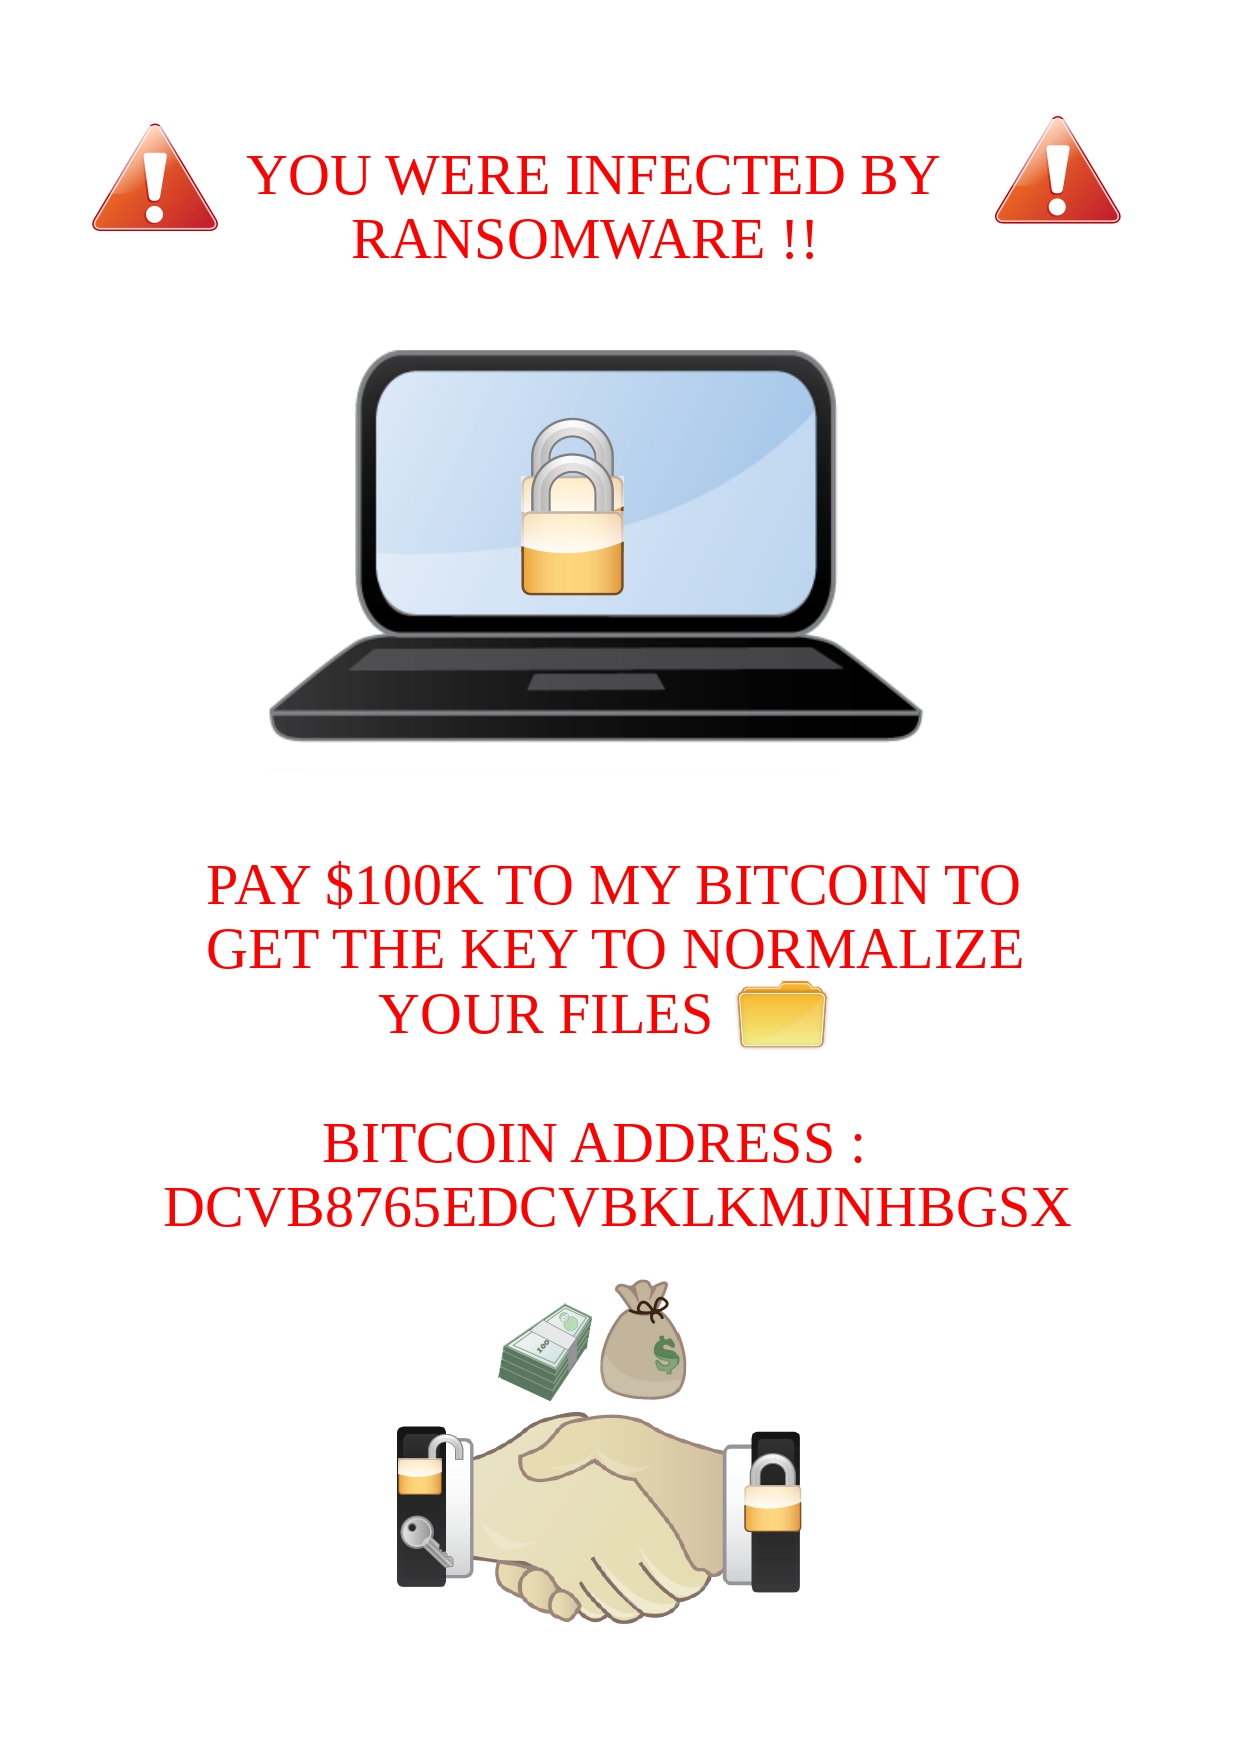 YOU WERE INFECTED BY
RANSOMWARE !!
PAY $100K TO MY BITCOIN TO
GET THE KEY TO NORMALIZE
YOUR FILES
BITCOIN ADDRESS :
DCVB8765EDCVBKLKMJNHBGSX
100
$